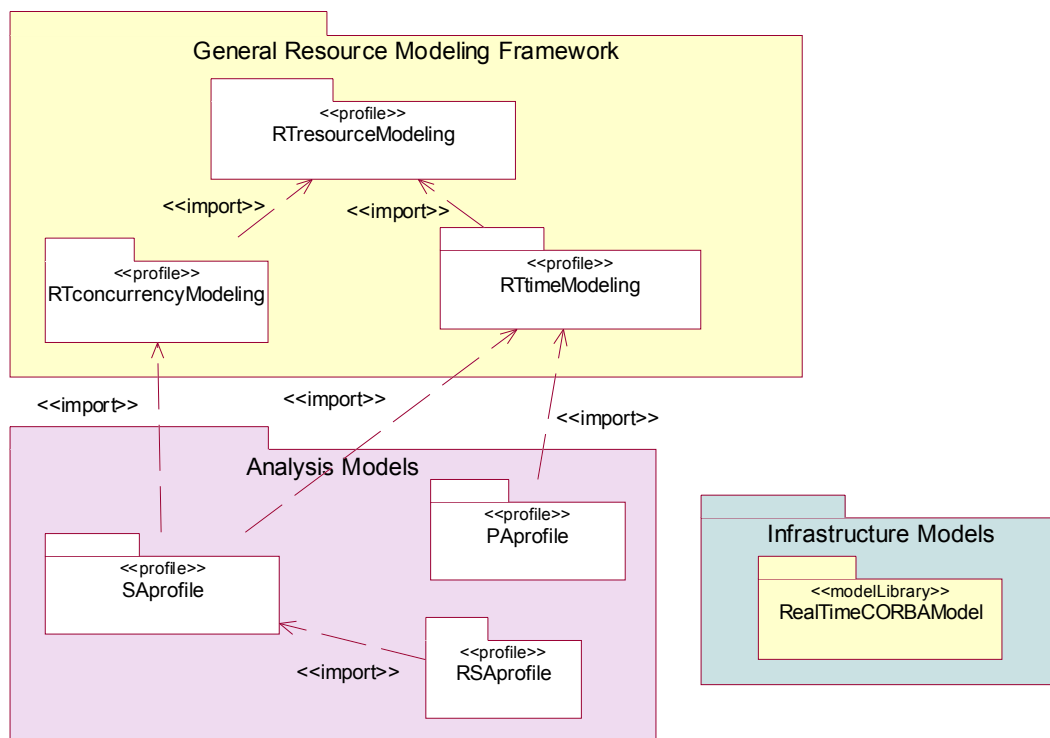 General Resource Modeling Framework
<<profile>>
RTresourceModeling
<<import>>
<<import>>
<<profile>>
RTconcurrencyModeling
<<profile>>
RTtimeModeling
<<import>>
<<import>>
<<import>>
Analysis Models
<<profile>>
PAprofile
<<profile>>
SAprofile
<<import>>
<<profile>>
RSAprofile
Infrastructure Models
<<modelLibrary>>
RealTimeCORBAModel